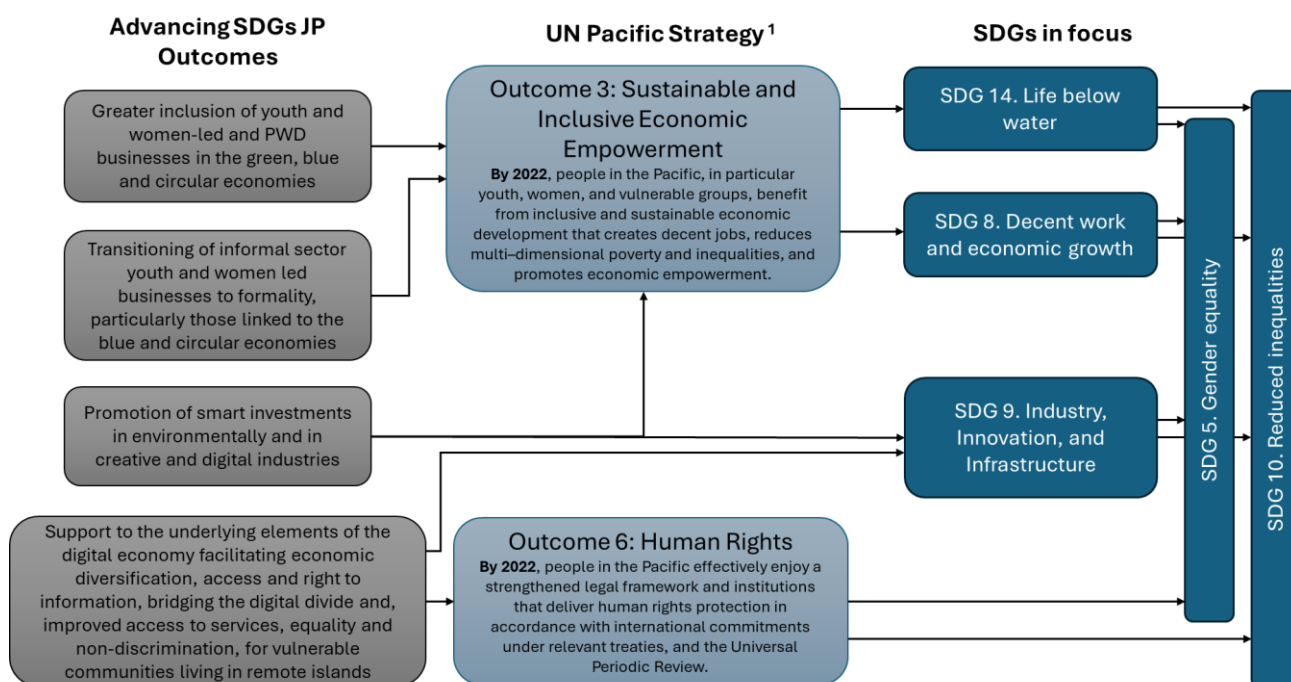 Advancing SDGs JP
Outcomes
UN Pacific Strategy ¹
SDGs in focus
Greater inclusion of youth and
women-led and PWD
businesses in the green, blue
and circular economies
Transitioning of informal sector
youth and women led
businesses to formality,
particularly those linked to the
blue and circular economies
Promotion of smart investments
in environmentally and in
creative and digital industries
Support to the underlying elements of the
digital economy facilitating economic
diversification, access and right to
information, bridging the digital divide and,
improved access to services, equality and
non-discrimination, for vulnerable
communities living in remote islands
Outcome 3: Sustainable and
Inclusive Economic
Empowerment
By 2022, people in the Pacific, in particular
youth, women, and vulnerable groups, benefit
from inclusive and sustainable economic
development that creates decent jobs, reduces
multi–dimensional poverty and inequalities, and
promotes economic empowerment.
Outcome 6: Human Rights
By 2022, people in the Pacific effectively enjoy a
strengthened legal framework and institutions
that deliver human rights protection in
accordance with international commitments
under relevant treaties, and the Universal
Periodic Review.
SDG 14. Life below
water
SDG 8. Decent work
and economic growth
SDG 9. Industry,
Innovation, and
Infrastructure
SDG 5. Gender equality
SDG 10. Reduced inequalities